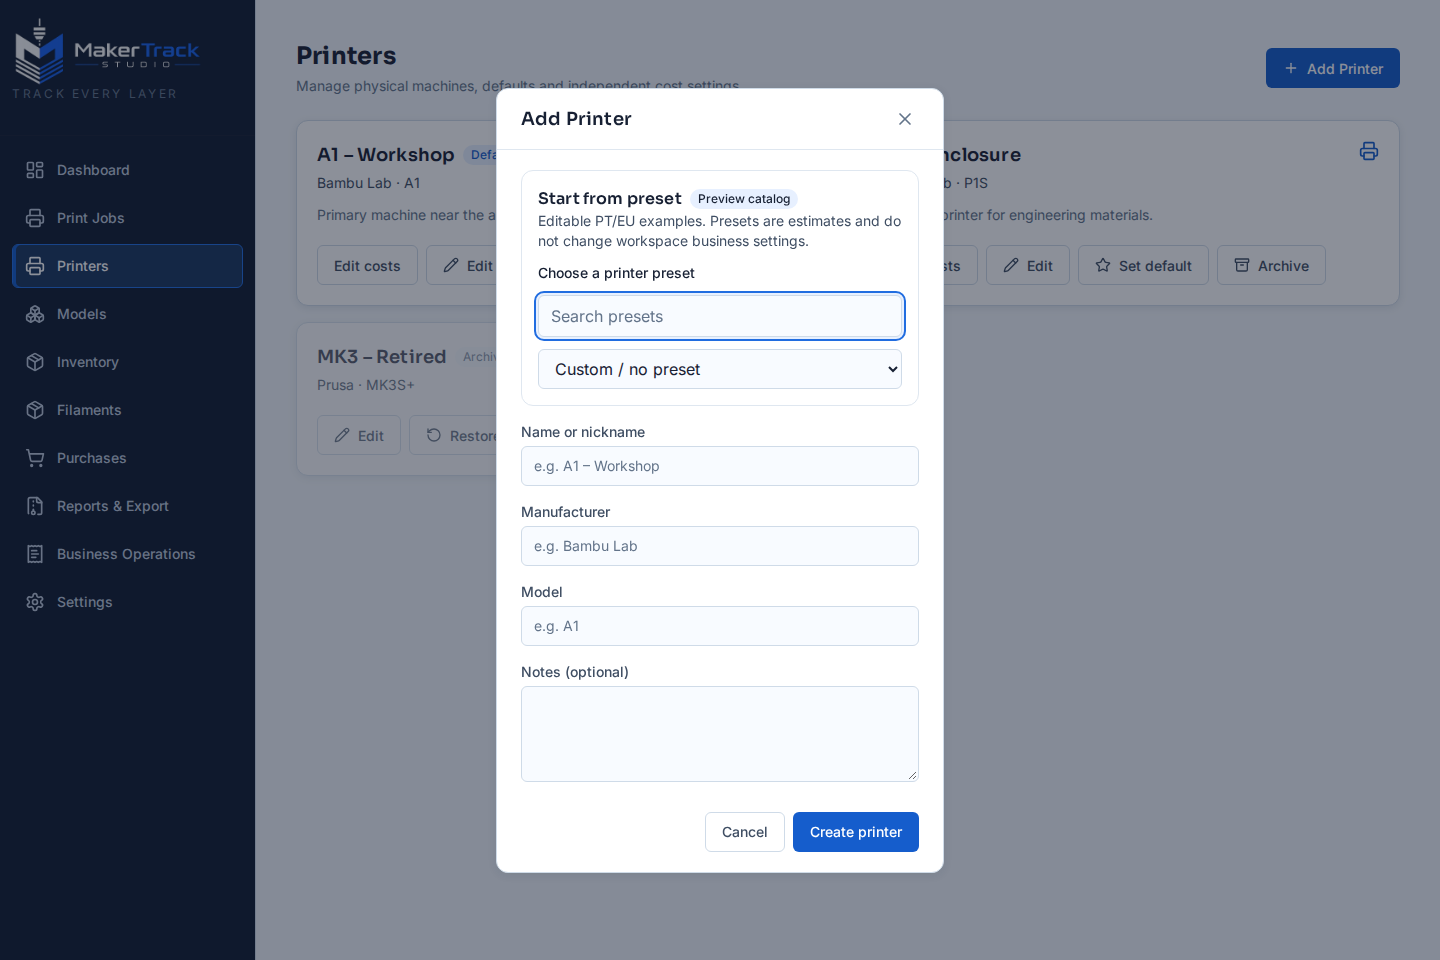 MakerTrack
STUDIO
TRACK EVERY LAYER
Dashboard
Print Jobs
Printers
Models
Inventory
Filaments
Purchases
Reports & Export
Business Operations
Settings
Printers
Manage physical machines, defaults and independent cost settings.
+ Add Printer
A1 – Workshop
Bambu Lab · A1
Primary machine near the a
Edit costs
Edit
· P1S
printer for engineering materials.
Edit
Set default
Archive
MK3 – Retired
Prusa · MK3S+
Edit
Restore
Add Printer
Start from preset
Preview catalog
Editable PT/EU examples. Presets are estimates and do
not change workspace business settings.
Choose a printer preset
Search presets
Custom / no preset
Name or nickname
e.g. A1 – Workshop
Manufacturer
e.g. Bambu Lab
Model
e.g. A1
Notes (optional)
Cancel
Create printer